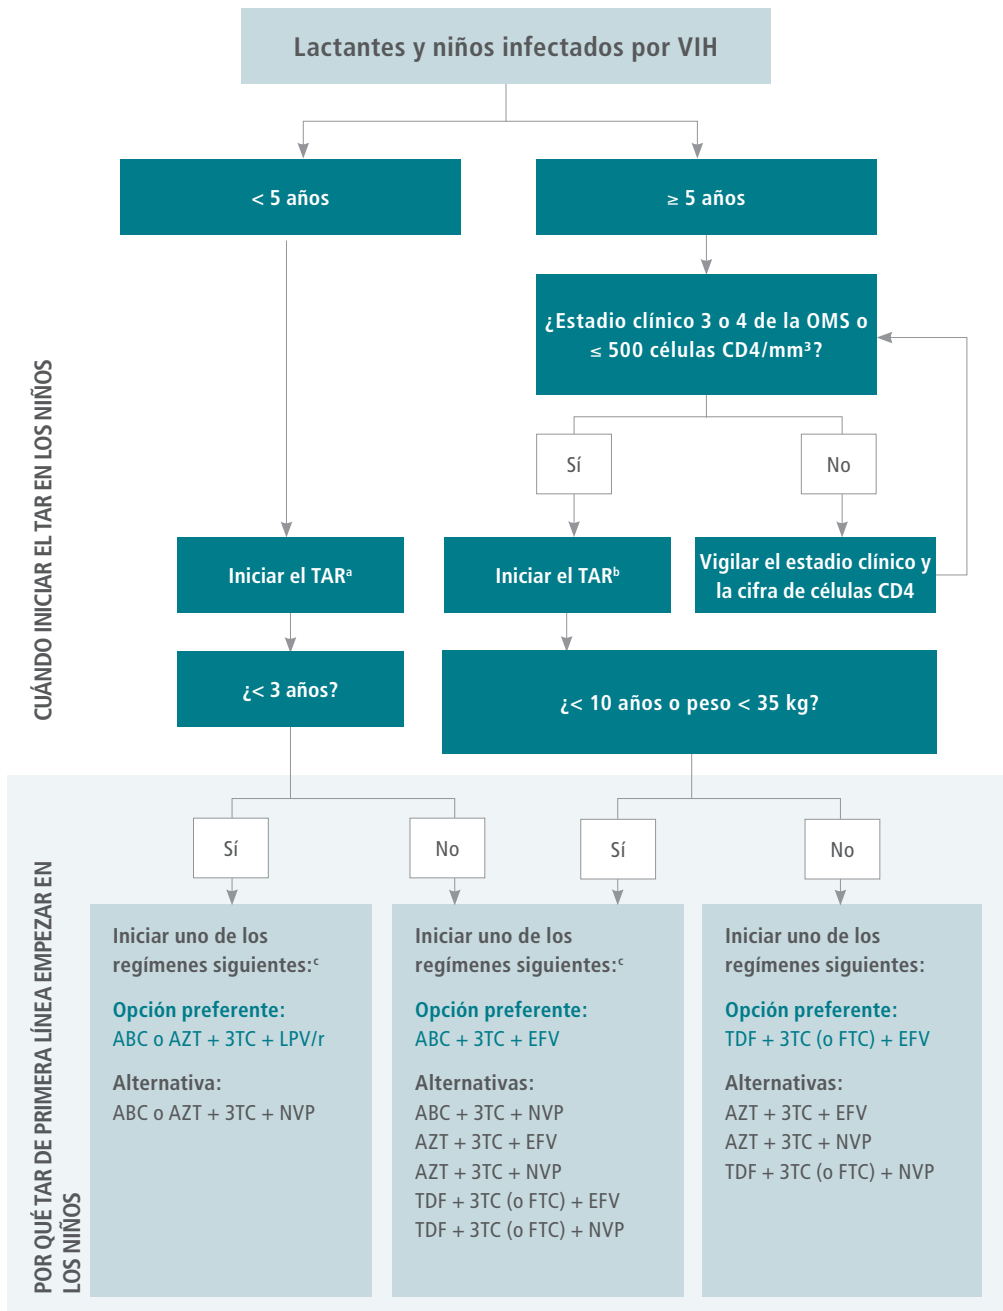 Lactantes y niños infectados por VIH
< 5 años
≥ 5 años
¿Estadio clínico 3 o 4 de la OMS o
≤ 500 células CD4/mm³?
Sí
No
Iniciar el TARᵃ
Iniciar el TARᵇ
Vigilar el estadio clínico y
la cifra de células CD4
¿< 3 años?
¿< 10 años o peso < 35 kg?
CUÁNDO INICIAR EL TAR EN LOS NIÑOS
Sí
No
Sí
No
POR QUÉ TAR DE PRIMERA LÍNEA EMPEZAR EN
LOS NIÑOS
Iniciar uno de los
regímenes siguientes:ᶜ
Opción preferente:
ABC o AZT + 3TC + LPV/r
Alternativa:
ABC o AZT + 3TC + NVP
Iniciar uno de los
regímenes siguientes:ᶜ
Opción preferente:
ABC + 3TC + EFV
Alternativas:
ABC + 3TC + NVP
AZT + 3TC + EFV
AZT + 3TC + NVP
TDF + 3TC (o FTC) + EFV
TDF + 3TC (o FTC) + NVP
Iniciar uno de los
regímenes siguientes:
Opción preferente:
TDF + 3TC (o FTC) + EFV
Alternativas:
AZT + 3TC + EFV
AZT + 3TC + NVP
TDF + 3TC (o FTC) + NVP